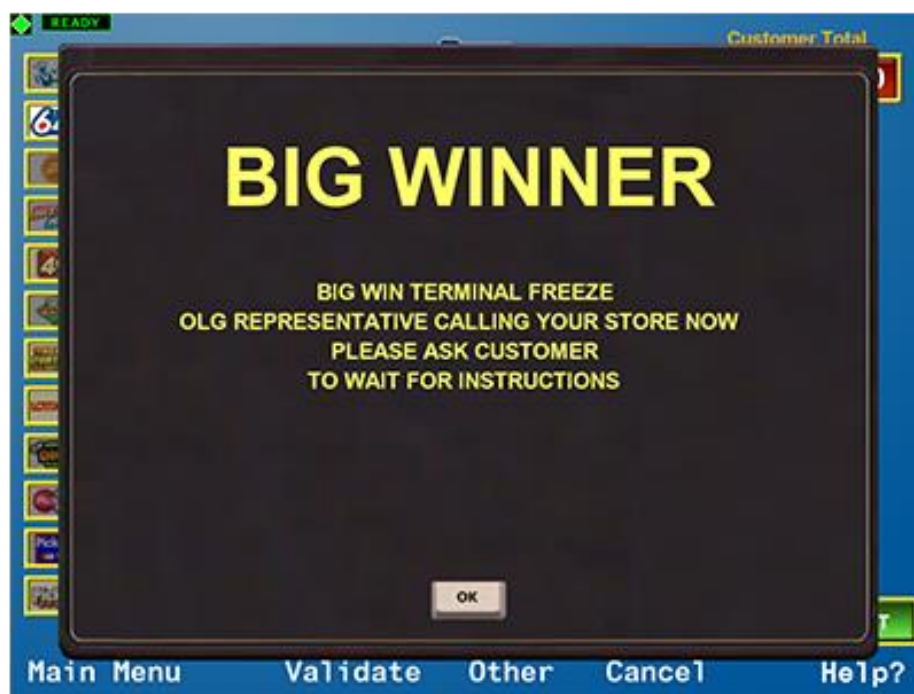 READY
Customer Total
BIG WINNER
BIG WIN TERMINAL FREEZE
OLG REPRESENTATIVE CALLING YOUR STORE NOW
PLEASE ASK CUSTOMER
TO WAIT FOR INSTRUCTIONS
OK
Main Menu Validate Other Cancel Help?